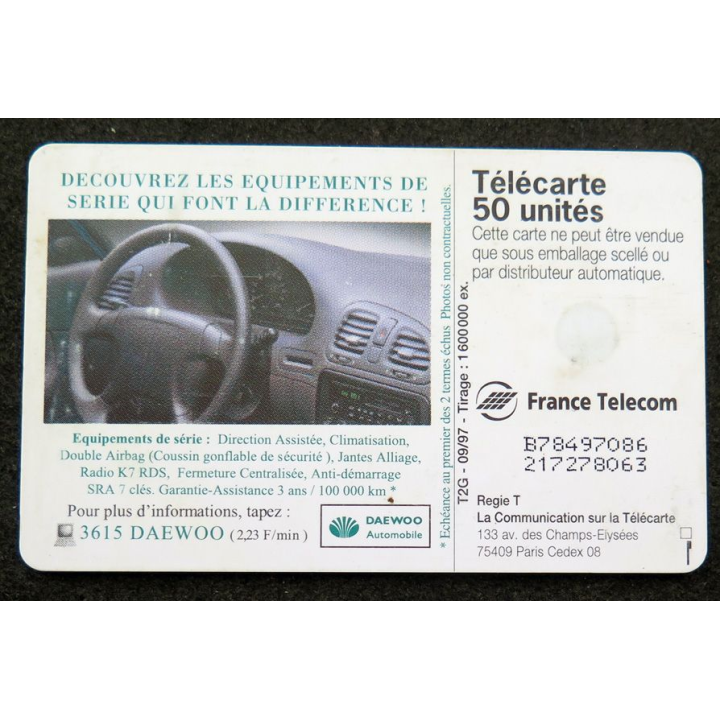 DECOUVREZ LES EQUIPEMENTS DE
SERIE QUI FONT LA DIFFERENCE !
Equipements de série : Direction Assistée, Climatisation,
Double Airbag (Coussin gonflable de sécurité ), Jantes Alliage,
Radio K7 RDS, Fermeture Centralisée, Anti-démarrage
SRA 7 clés. Garantie-Assistance 3 ans / 100 000 km *
Pour plus d'informations, tapez :
3615 DAEWOO ( 2,23 F/min )
DAEWOO
Automobile
* Echéance au premier des 2 termes échus Photos non contractuelles.
T2G - 09/97 - Tirage : 1 600 000 ex.
Télécarte
50 unités
Cette carte ne peut être vendue
que sous emballage scellé ou
par distributeur automatique.
France Telecom
B78497086
217278063
Regie T
La Communication sur la Télécarte
133 av. des Champs-Elysées
75409 Paris Cedex 08